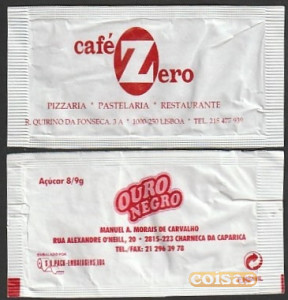 café Zero
PIZZARIA * PASTELARIA * RESTAURANTE
R. QUIRINO DA FONSECA, 3 A * 1000-250 LISBOA * TEL. 218 477 939
Açúcar 8/9g
OURO
NEGRO
MANUEL A. MORAIS DE CARVALHO
RUA ALEXANDRE O'NEILL, 20 - 2815-223 CHARNECA DA CAPARICA
TEL./FAX: 21 296 39 78
coisas